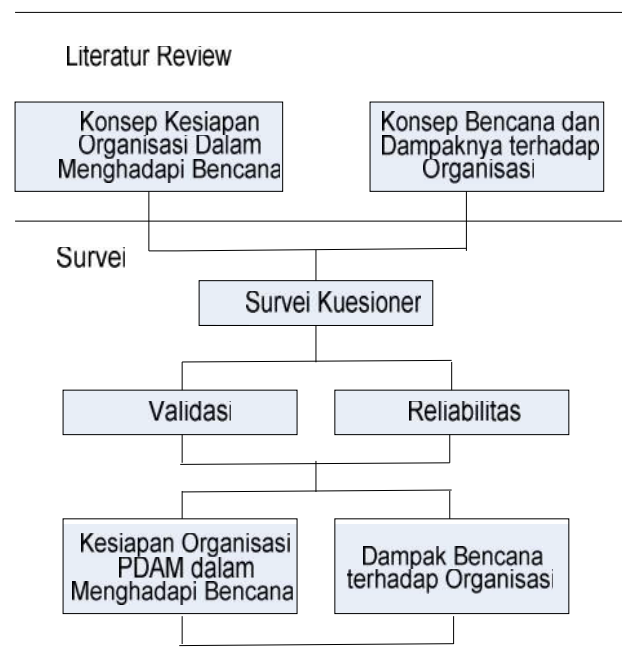 Literatur Review
Konsep Kesiapan
Organisasi Dalam
Menghadapi Bencana
Konsep Bencana dan
Dampaknya terhadap
Organisasi
Survei
Survei Kuesioner
Validasi
Reliabilitas
Kesiapan Organisasi
PDAM dalam
Menghadapi Bencana
Dampak Bencana
terhadap Organisasi